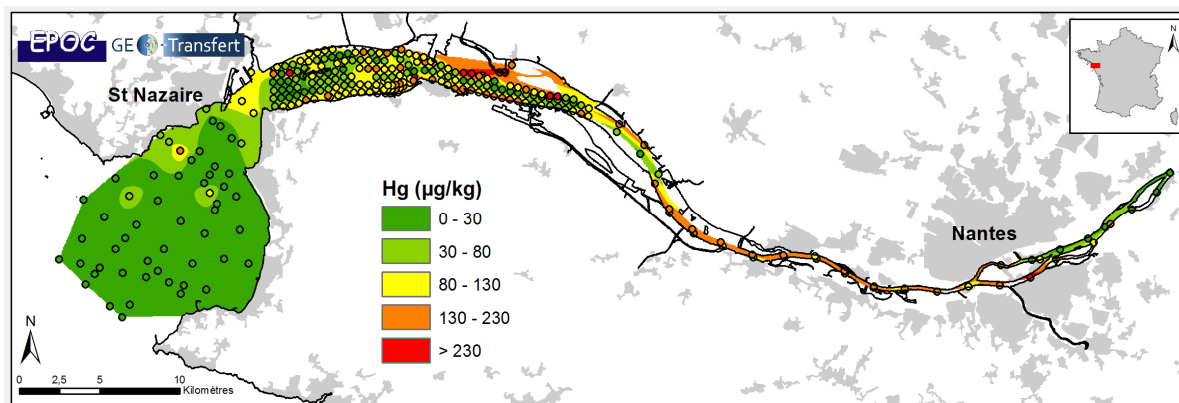 EPOC GE Transfert
N
St Nazaire
Hg (µg/kg)
0 - 30
30 - 80
80 - 130
130 - 230
> 230
Nantes
N
0 2,5 5 10
Kilomètres